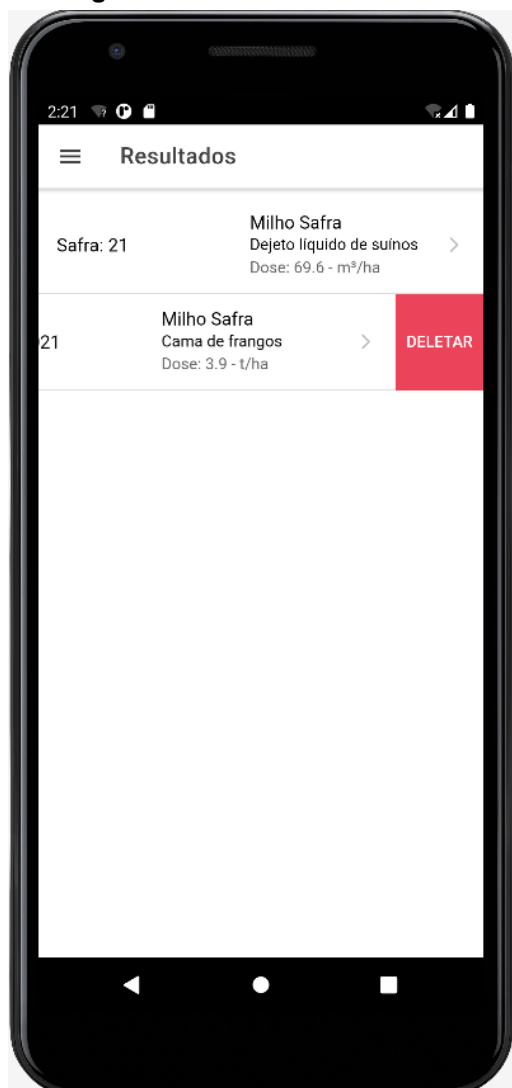 2:21
Resultados
Milho Safra
Safra: 21
Dejeto líquido de suínos
Dose: 69.6 - m³/ha
Milho Safra
21
Cama de frangos
DELETAR
Dose: 3.9 - t/ha